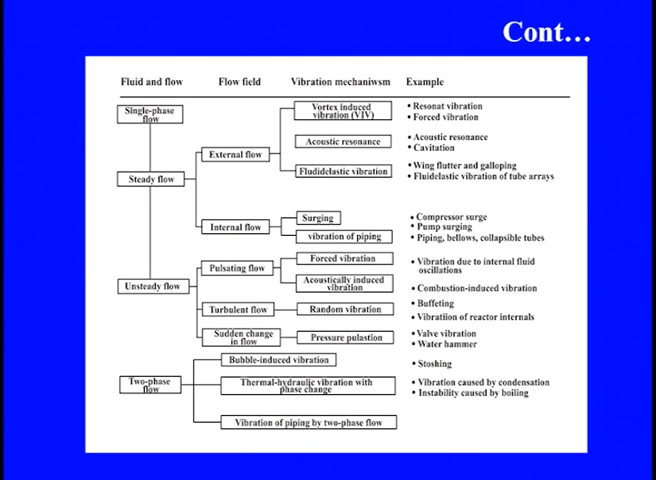 Cont...
Fluid and flow Flow field Vibration mechaniwsm Example
Single-phase
flow
Vortex induced
vibration (VIV)
• Resonat vibration
• Forced vibration
Acoustic resonance
• Acoustic resonance
• Cavitation
External flow
Steady flow
Fludidelastic vibration
• Wing flutter and galloping
• Fluidelastic vibration of tube arrays
Internal flow
Surging
vibration of piping
• Compressor surge
• Pump surging
• Piping, bellows, collapsible tubes
Unsteady flow
Pulsating flow
Forced vibration
• Vibration due to internal fluid
oscillations
Acoustically induced
vibration
• Combustion-induced vibration
Turbulent flow
Random vibration
• Buffeting
• Vibratiion of reactor internals
Sudden change
in flow
Pressure pulastion
• Valve vibration
• Water hammer
Two-phase
flow
Bubble-induced vibration
• Stoshing
Thermal-hydraulic vibration with
phase change
• Vibration caused by condensation
• Instability caused by boiling
Vibration of piping by two-phase flow